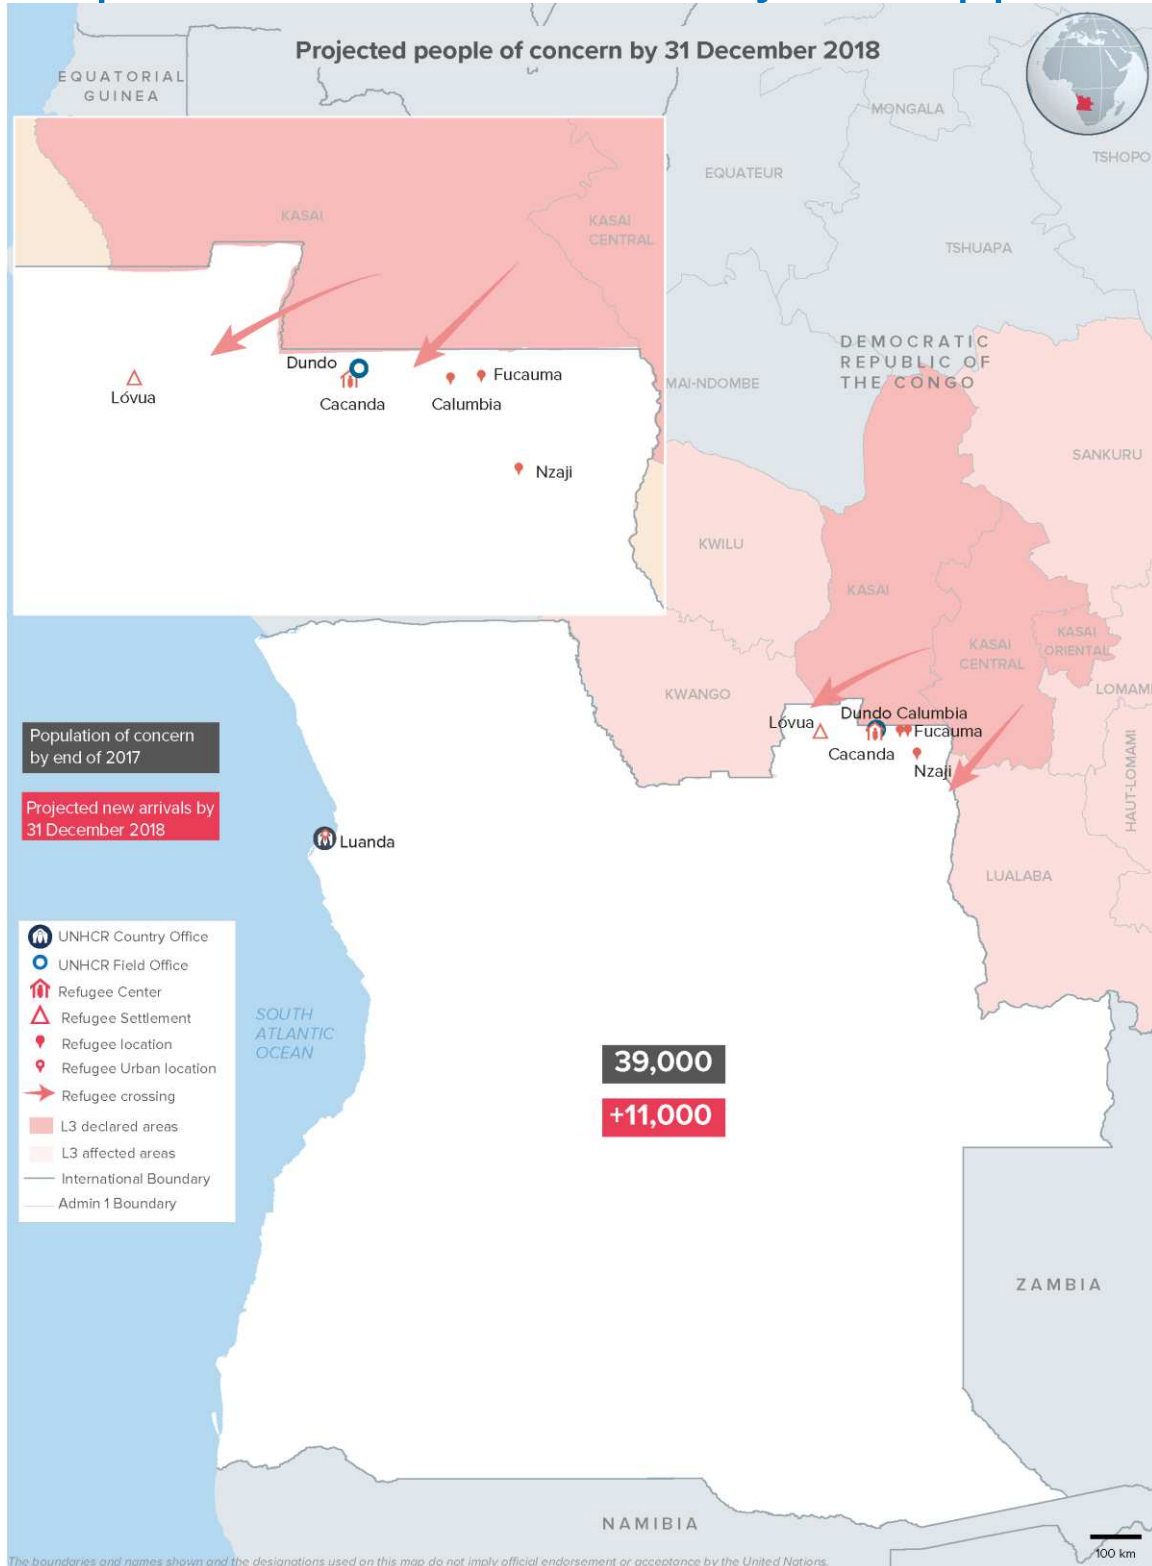 Projected people of concern by 31 December 2018
EQUATORIAL
GUINEA
MONGALA
TSHOPO
EQUATEUR
TSHUAPA
KASAI
KASAI
CENTRAL
DEMOCRATIC
REPUBLIC OF
THE CONGO
MAI-NDOMBE
Dundo
Lóvua
Cacanda
Calumbia
Fucauma
Nzaji
SANKURU
KWILU
KASAI
KASAI
CENTRAL
KASAI
ORIENTAL
KWANGO
LOMAMI
HAUT-LOMAMI
LUALABA
Lóvua
Dundo Calumbia
Fucauma
Cacanda
Nzaji
Population of concern
by end of 2017
Projected new arrivals by
31 December 2018
Luanda
UNHCR Country Office
UNHCR Field Office
Refugee Center
Refugee Settlement
Refugee location
Refugee Urban location
Refugee crossing
L3 declared areas
L3 affected areas
International Boundary
Admin 1 Boundary
SOUTH
ATLANTIC
OCEAN
39,000
+11,000
ZAMBIA
NAMIBIA
100 km
The boundaries and names shown and the designations used on this map do not imply official endorsement or acceptance by the United Nations.